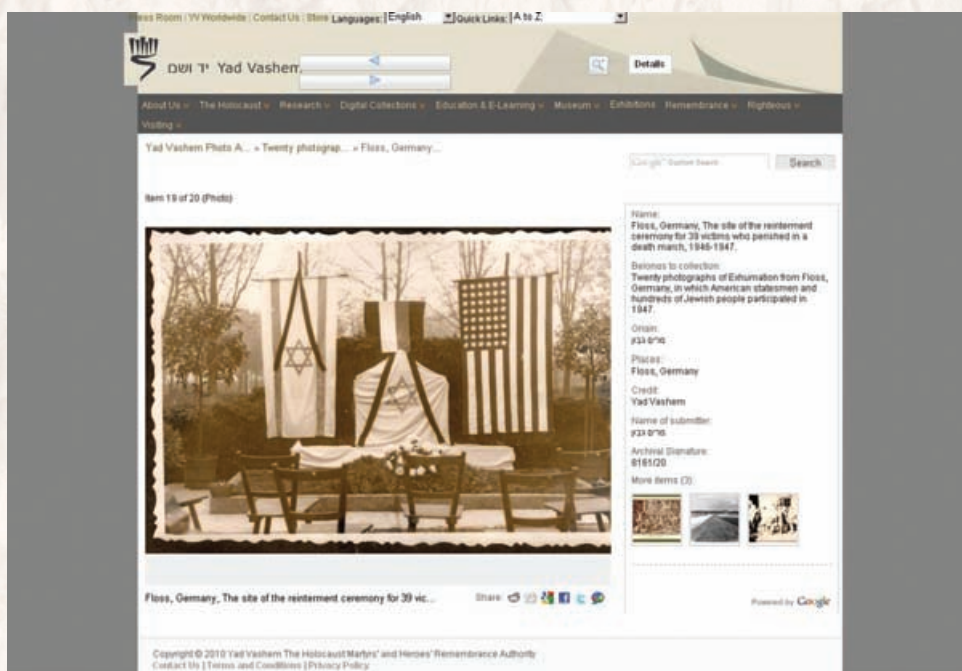 Press Room | YV Worldwide | Contact Us | Store Languages: English Quick Links: A to Z:
יד ושם Yad Vashem
Details
About Us The Holocaust Research Digital Collections Education & E-Learning Museum Exhibitions Remembrance Righteous
Visiting
Yad Vashem Photo A... » Twenty photograp... » Floss, Germany...
Google™ Custom Search Search
Item 19 of 20 (Photo)
Name:
Floss, Germany, The site of the reinterment
ceremony for 39 victims who perished in a
death march, 1946-1947.
Belongs to collection:
Twenty photographs of Exhumation from Floss,
Germany, in which American statesmen and
hundreds of Jewish people participated in
1947.
Origin:
Places:
Floss, Germany
Credit:
Yad Vashem
Name of submitter:
Archival Signature:
6161/20
More items (3):
Floss, Germany, The site of the reinterment ceremony for 39 vic...
Share:
Powered by Google
Copyright © 2010 Yad Vashem The Holocaust Martyrs' and Heroes' Remembrance Authority
Contact Us | Terms and Conditions | Privacy Policy